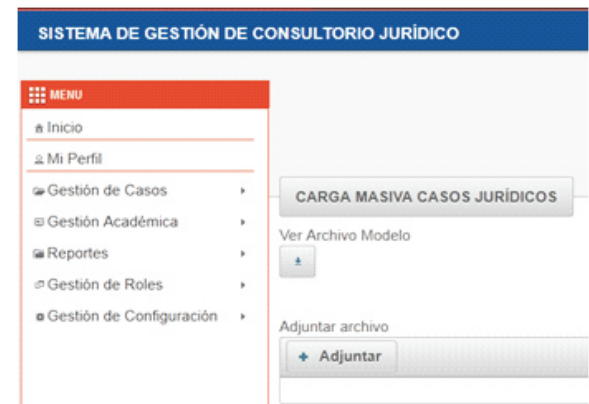 SISTEMA DE GESTIÓN DE CONSULTORIO JURÍDICO
MENU
Inicio
Mi Perfil
Gestión de Casos
Gestión Académica
Reportes
Gestión de Roles
Gestión de Configuración
CARGA MASIVA CASOS JURÍDICOS
Ver Archivo Modelo
Adjuntar archivo
Adjuntar